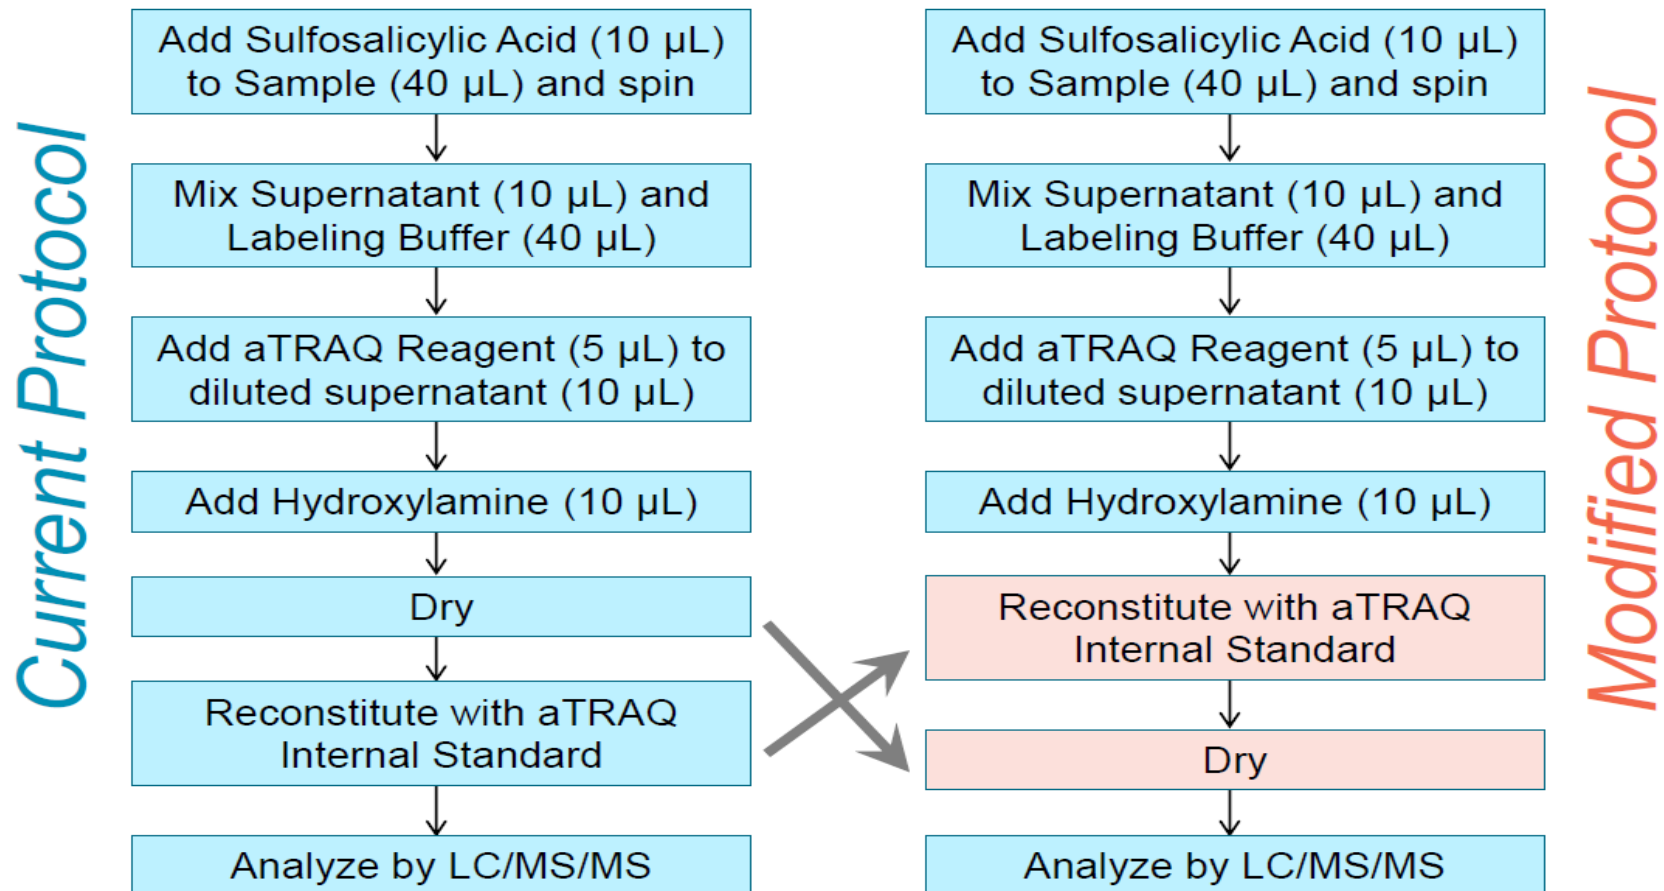 Current Protocol
Add Sulfosalicylic Acid (10 µL)
to Sample (40 µL) and spin
Mix Supernatant (10 µL) and
Labeling Buffer (40 µL)
Add aTRAQ Reagent (5 µL) to
diluted supernatant (10 µL)
Add Hydroxylamine (10 µL)
Dry
Reconstitute with aTRAQ
Internal Standard
Analyze by LC/MS/MS
Add Sulfosalicylic Acid (10 µL)
to Sample (40 µL) and spin
Mix Supernatant (10 µL) and
Labeling Buffer (40 µL)
Add aTRAQ Reagent (5 µL) to
diluted supernatant (10 µL)
Add Hydroxylamine (10 µL)
Reconstitute with aTRAQ
Internal Standard
Dry
Analyze by LC/MS/MS
Modified Protocol